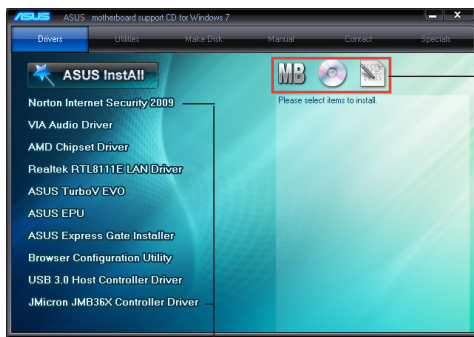 ASUS ASUS motherboard support CD for Windows 7
Drivers Utilities Make Disk Manual Contact Specials
ASUS InstAll
MB
Please select items to install.
Norton Internet Security 2009
VIA Audio Driver
AMD Chipset Driver
Realtek RTL8111E LAN Driver
ASUS TurboV EVO
ASUS EPU
ASUS Express Gate Installer
Browser Configuration Utility
USB 3.0 Host Controller Driver
JMicron JMB36X Controller Driver